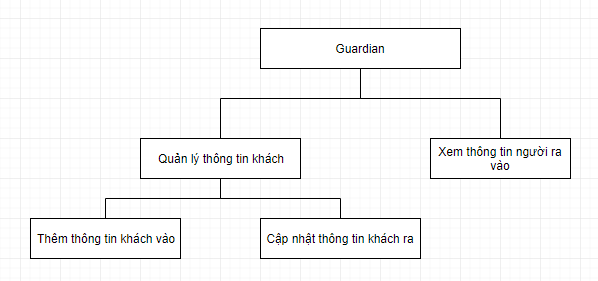 Guardian
Quản lý thông tin khách
Xem thông tin người ra
vào
Thêm thông tin khách vào
Cập nhật thông tin khách ra